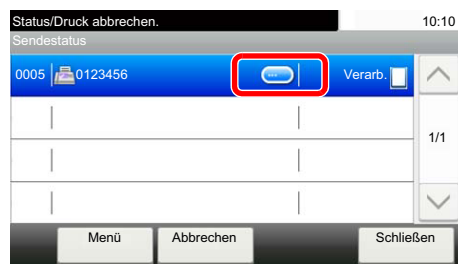 Status/Druck abbrechen. 10:10
Sendestatus
0005 0123456 ... Verarb.
1/1
Menü Abbrechen Schließen